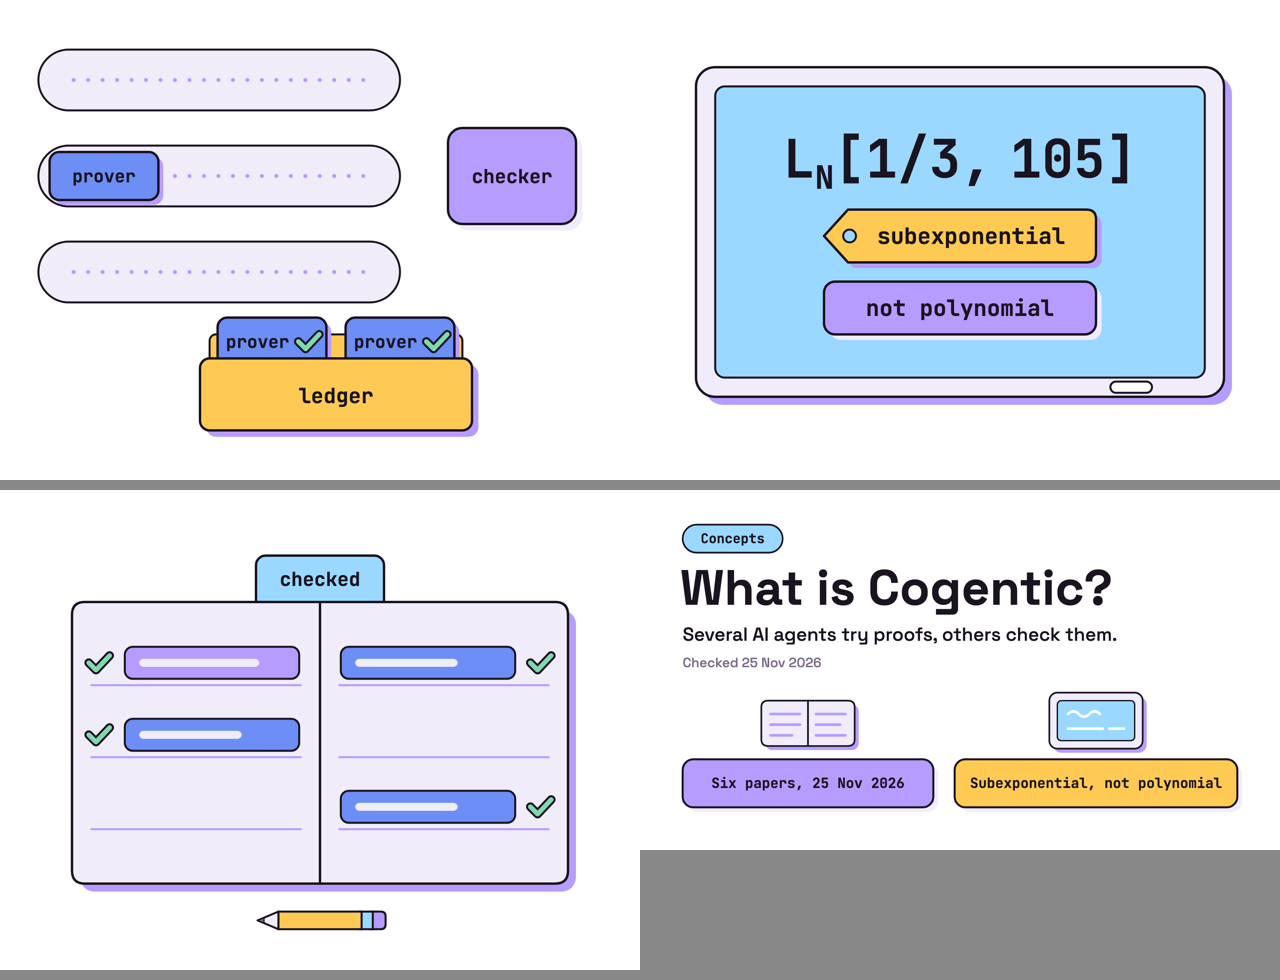 prover
checker
prover
prover
ledger
L_N[1/3, 105]
subexponential
not polynomial
checked
Concepts
What is Cogentic?
Several AI agents try proofs, others check them.
Checked 25 Nov 2026
Six papers, 25 Nov 2026
Subexponential, not polynomial